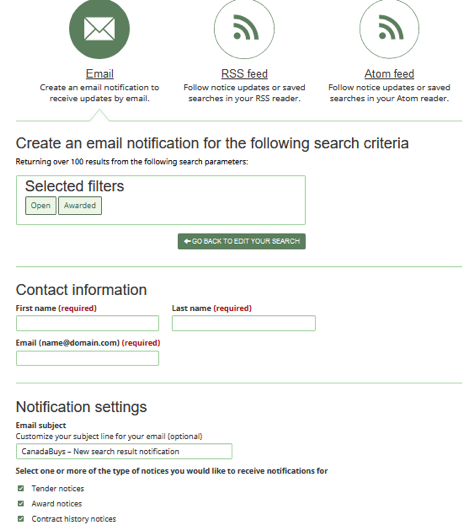 Email
Create an email notification to
receive updates by email.
RSS feed
Follow notice updates or saved
searches in your RSS reader.
Atom feed
Follow notice updates or saved
searches in your Atom reader.
Create an email notification for the following search criteria
Returning over 100 results from the following search parameters:
Selected filters
Open Awarded
GO BACK TO EDIT YOUR SEARCH
Contact information
First name (required) Last name (required)
Email (name@domain.com) (required)
Notification settings
Email subject
Customize your subject line for your email (optional)
CanadaBuys – New search result notification
Select one or more of the type of notices you would like to receive notifications for
Tender notices
Award notices
Contract history notices